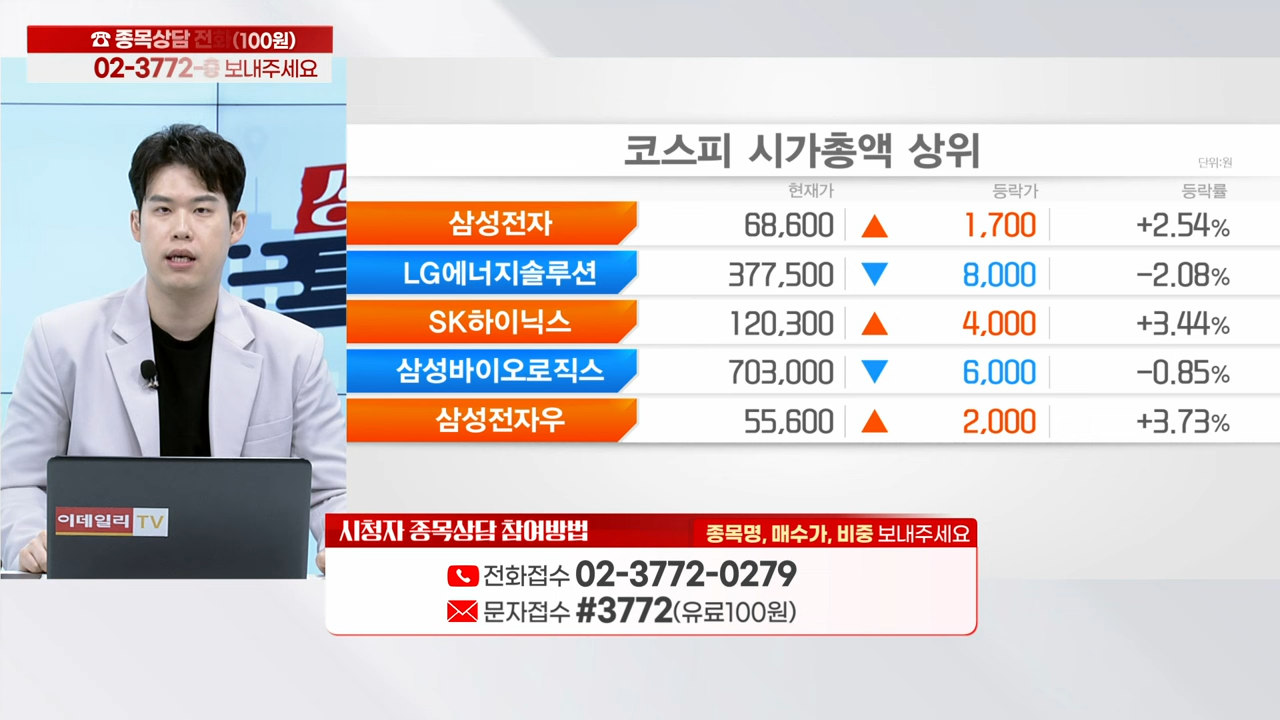 ☎ 종목상담 전화(100원)
02-3772- 보내주세요
코스피 시가총액 상위
단위:원
현재가 등락가 등락률
삼성전자 68,600 ▲ 1,700 +2.54%
LG에너지솔루션 377,500 ▼ 8,000 -2.08%
SK하이닉스 120,300 ▲ 4,000 +3.44%
삼성바이오로직스 703,000 ▼ 6,000 -0.85%
삼성전자우 55,600 ▲ 2,000 +3.73%
이데일리 TV
시청자 종목상담 참여방법 종목명, 매수가, 비중 보내주세요
전화접수 02-3772-0279
문자접수 #3772(유료100원)